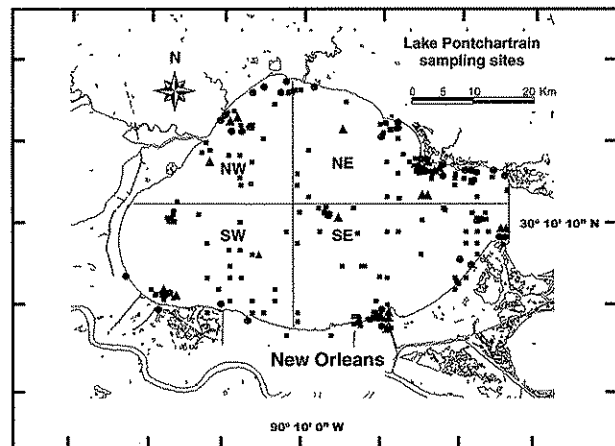 Lake Pontchartrain
sampling sites
N
0 5 10 20 Km
NW
NE
30° 10' 10" N
SW
SE
New Orleans
90° 10' 0" W